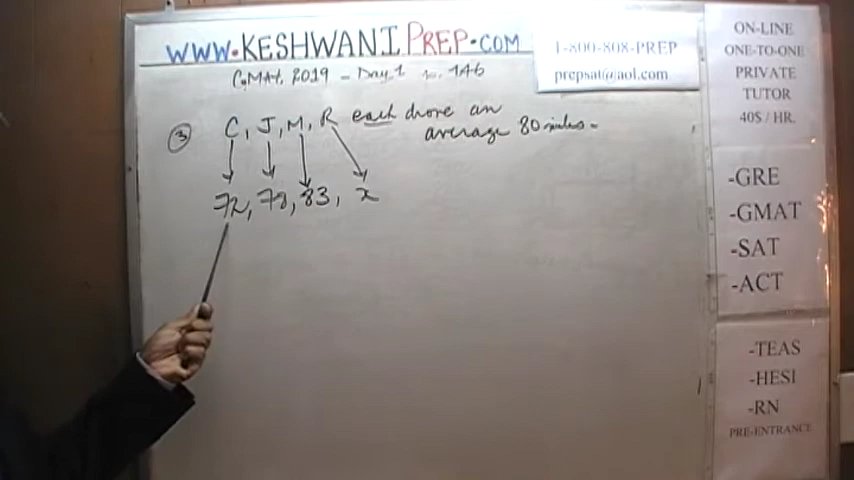 WWW.KESHWANIPREP.COM
GMAT, 2019 - Day 1 146
③ C, J, M, R each drove an
average 80 miles.
72, 78, 83, x
1-800-808-PREP
prepsat@aol.com
ON-LINE
ONE-TO-ONE
PRIVATE
TUTOR
40$ / HR.
-GRE
-GMAT
-SAT
-ACT
-TEAS
-HESI
-RN
PRE-ENTRANCE